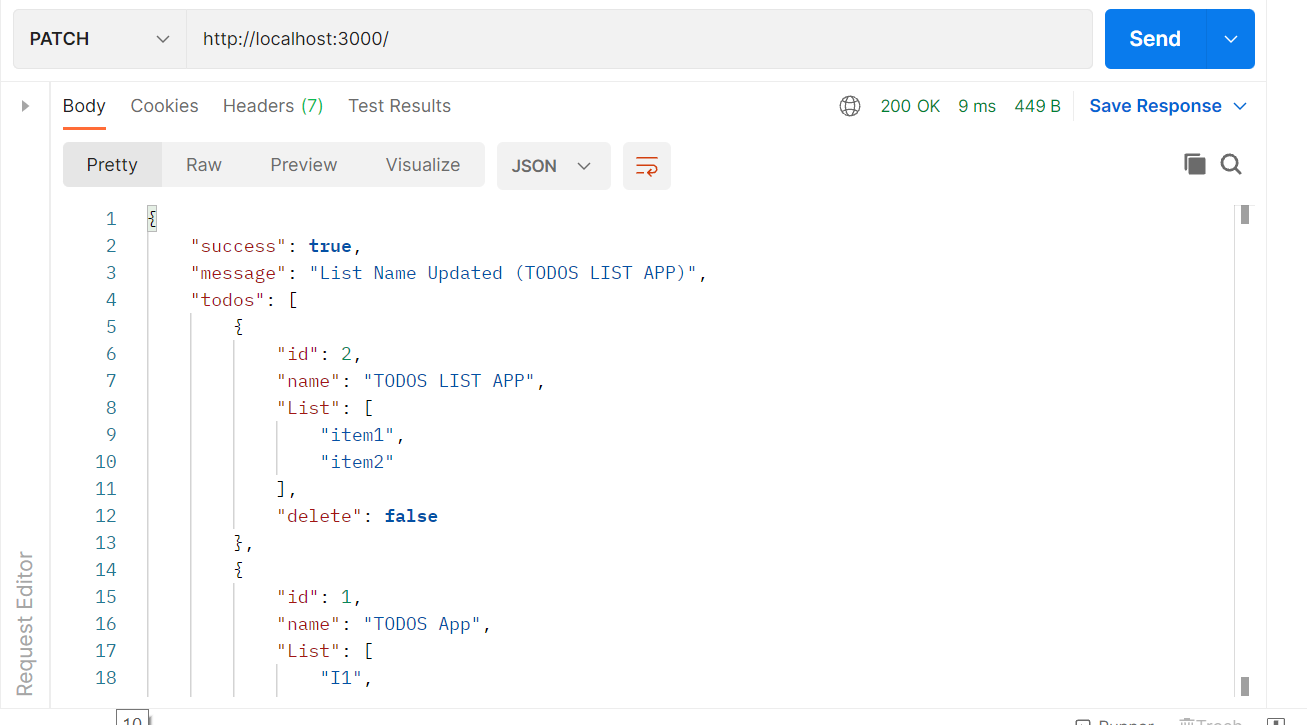 PATCH http://localhost:3000/ Send
Body Cookies Headers (7) Test Results 200 OK 9 ms 449 B Save Response
Pretty Raw Preview Visualize JSON
1 {
2 "success": true,
3 "message": "List Name Updated (TODOS LIST APP)",
4 "todos": [
5 {
6 "id": 2,
7 "name": "TODOS LIST APP",
8 "List": [
9 "item1",
10 "item2"
11 ],
12 "delete": false
13 },
14 {
15 "id": 1,
16 "name": "TODOS App",
17 "List": [
18 "I1",
Request Editor
10 Runner Trash